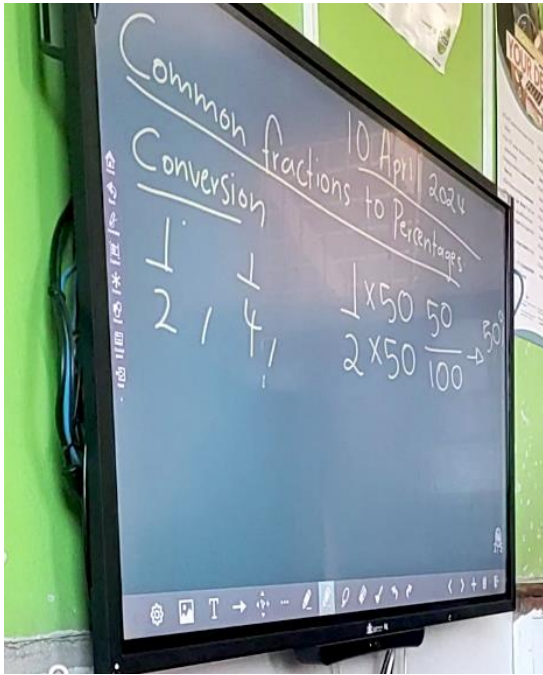 10 April 2024
Common fractions to Percentages
Conversion
1/2 , 1/4 ,
1 x 50 50
2 x 50 100 → 50%
YOUR
T